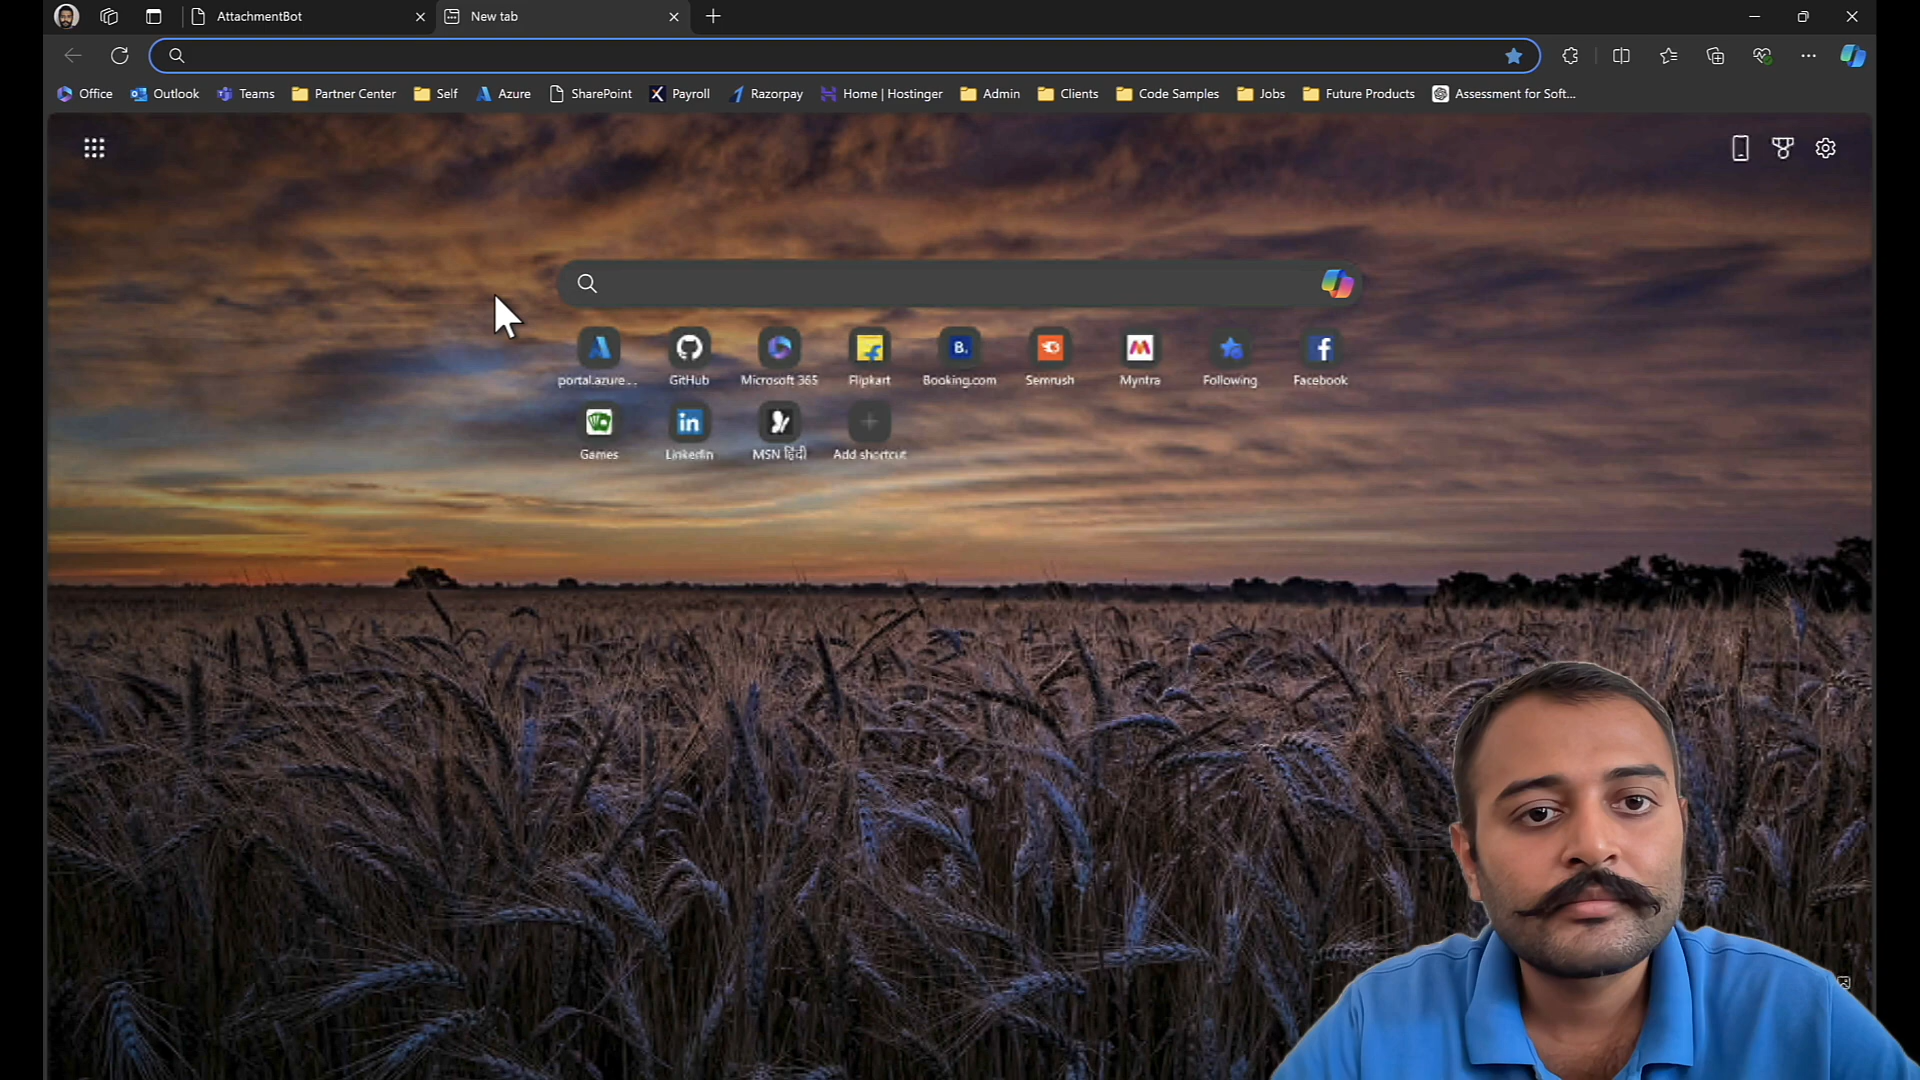 AttachmentBot
New tab
Office Outlook Teams Partner Center Self Azure SharePoint Payroll Razorpay Home | Hostinger Admin Clients Code Samples Jobs Future Products Assessment for Soft...
portal.azure... GitHub Microsoft 365 Flipkart Booking.com Semrush Myntra Following Facebook
Games LinkedIn MSN हिंदी Add shortcut